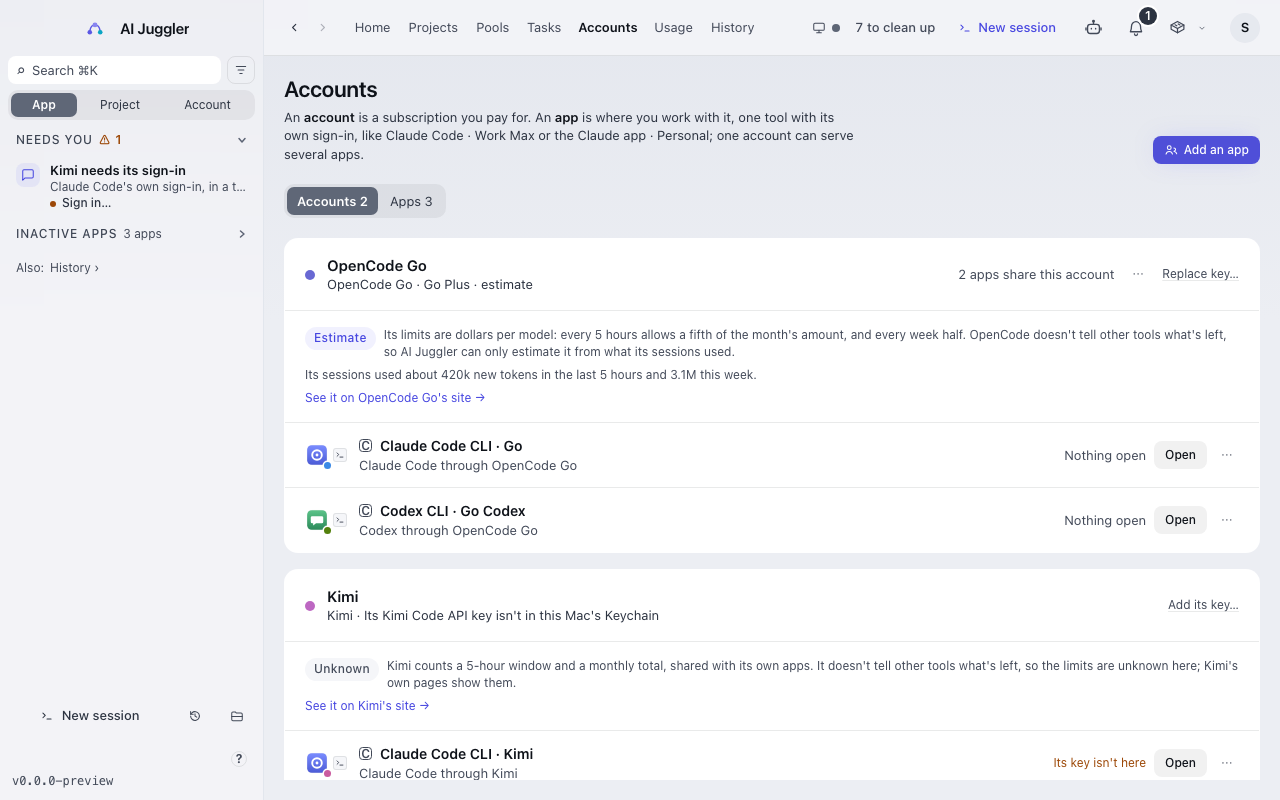 AI Juggler
Search ⌘K
App
Project
Account
NEEDS YOU
1
Kimi needs its sign-in
Claude Code's own sign-in, in a t…
Sign in…
INACTIVE APPS 3 apps
Also: History ›
New session
?
v0.0.0-preview
Home
Projects
Pools
Tasks
Accounts
Usage
History
7 to clean up
New session
1
S
Accounts
An account is a subscription you pay for. An app is where you work with it, one tool with its
own sign-in, like Claude Code · Work Max or the Claude app · Personal; one account can serve
several apps.
Add an app
Accounts 2
Apps 3
OpenCode Go
OpenCode Go · Go Plus · estimate
2 apps share this account
···
Replace key…
Estimate
Its limits are dollars per model: every 5 hours allows a fifth of the month's amount, and every week half. OpenCode doesn't tell other tools what's left,
so AI Juggler can only estimate it from what its sessions used.
Its sessions used about 420k new tokens in the last 5 hours and 3.1M this week.
See it on OpenCode Go's site →
C Claude Code CLI · Go
Claude Code through OpenCode Go
Nothing open
Open
···
C Codex CLI · Go Codex
Codex through OpenCode Go
Nothing open
Open
···
Kimi
Kimi · Its Kimi Code API key isn't in this Mac's Keychain
Add its key…
Unknown
Kimi counts a 5-hour window and a monthly total, shared with its own apps. It doesn't tell other tools what's left, so the limits are unknown here; Kimi's
own pages show them.
See it on Kimi's site →
C Claude Code CLI · Kimi
Claude Code through Kimi
Its key isn't here
Open
···